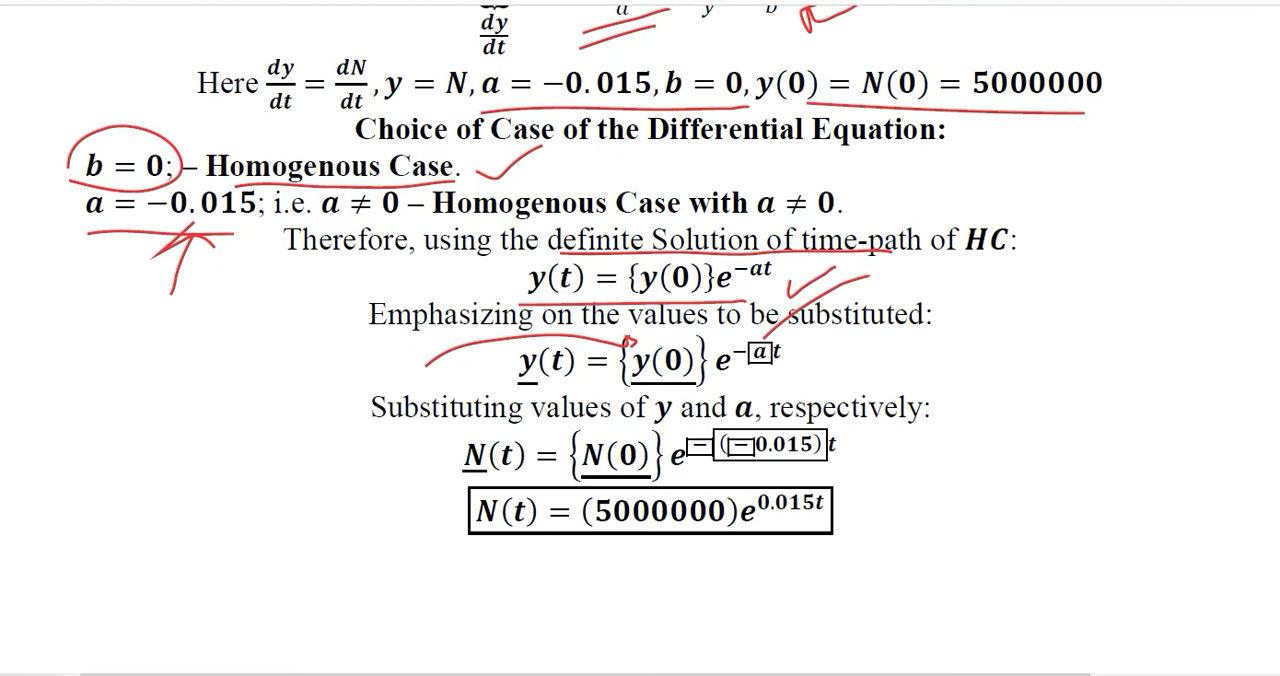 a y b
dy/dt
Here dy/dt = dN/dt, y = N, a = −0.015, b = 0, y(0) = N(0) = 5000000
Choice of Case of the Differential Equation:
b = 0; – Homogenous Case.
a = −0.015; i.e. a ≠ 0 – Homogenous Case with a ≠ 0.
Therefore, using the definite Solution of time-path of HC:
y(t) = {y(0)}e^{−at}
Emphasizing on the values to be substituted:
y(t) = {y(0)} e^{−at}
Substituting values of y and a, respectively:
N(t) = {N(0)} e^{−(−0.015)t}
N(t) = (5000000)e^{0.015t}